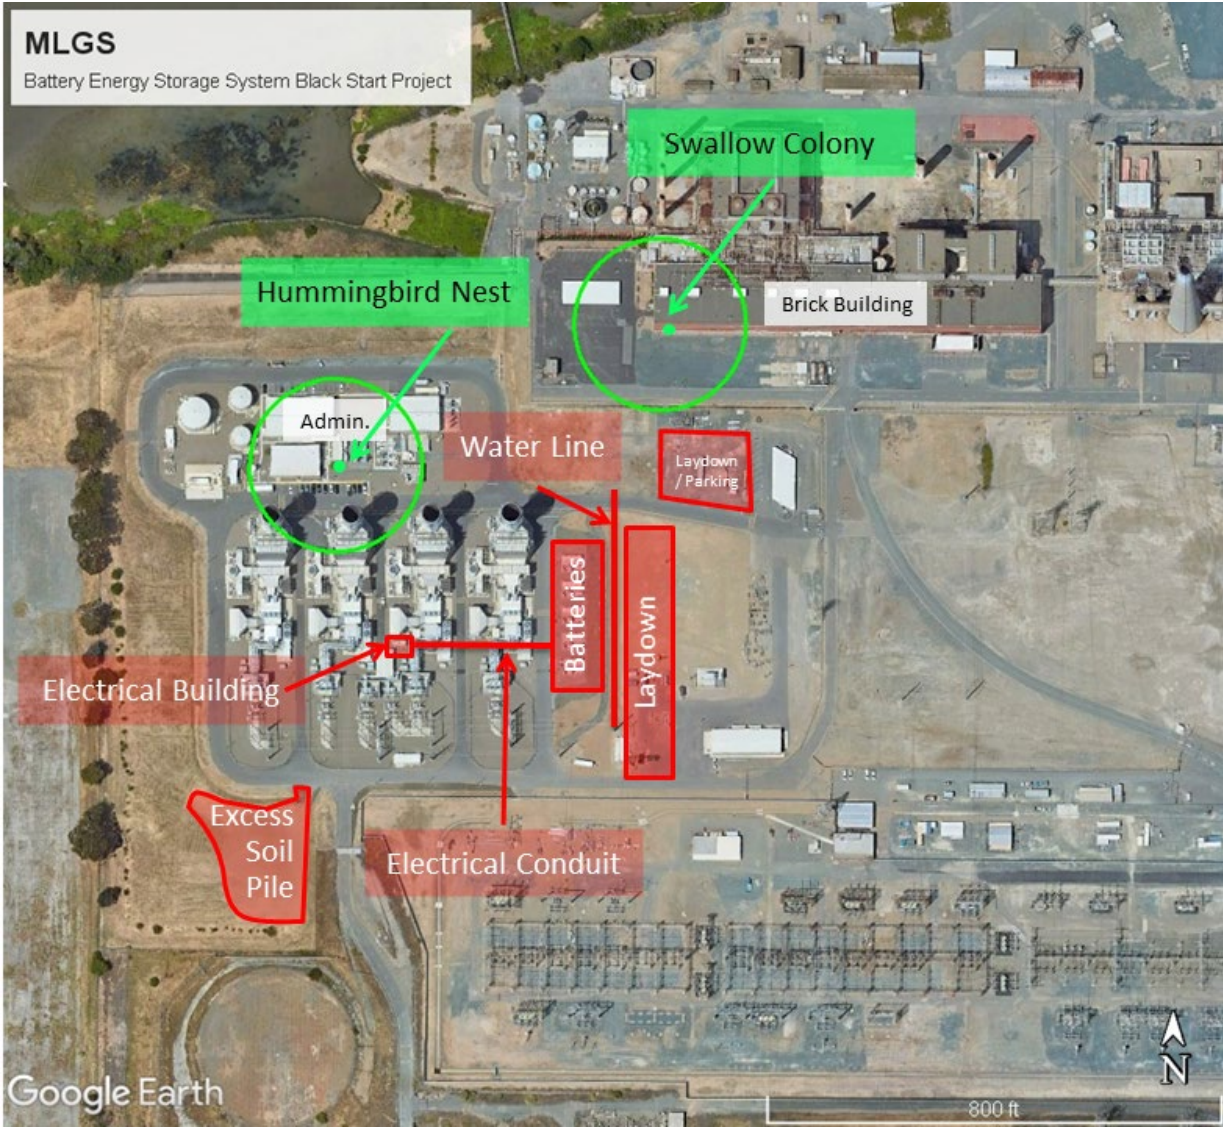 MLGS
Battery Energy Storage System Black Start Project
Swallow Colony
Hummingbird Nest
Brick Building
Admin.
Water Line
Laydown
/ Parking
Batteries
Laydown
Electrical Building
Excess
Soil
Pile
Electrical Conduit
N
Google Earth
800 ft